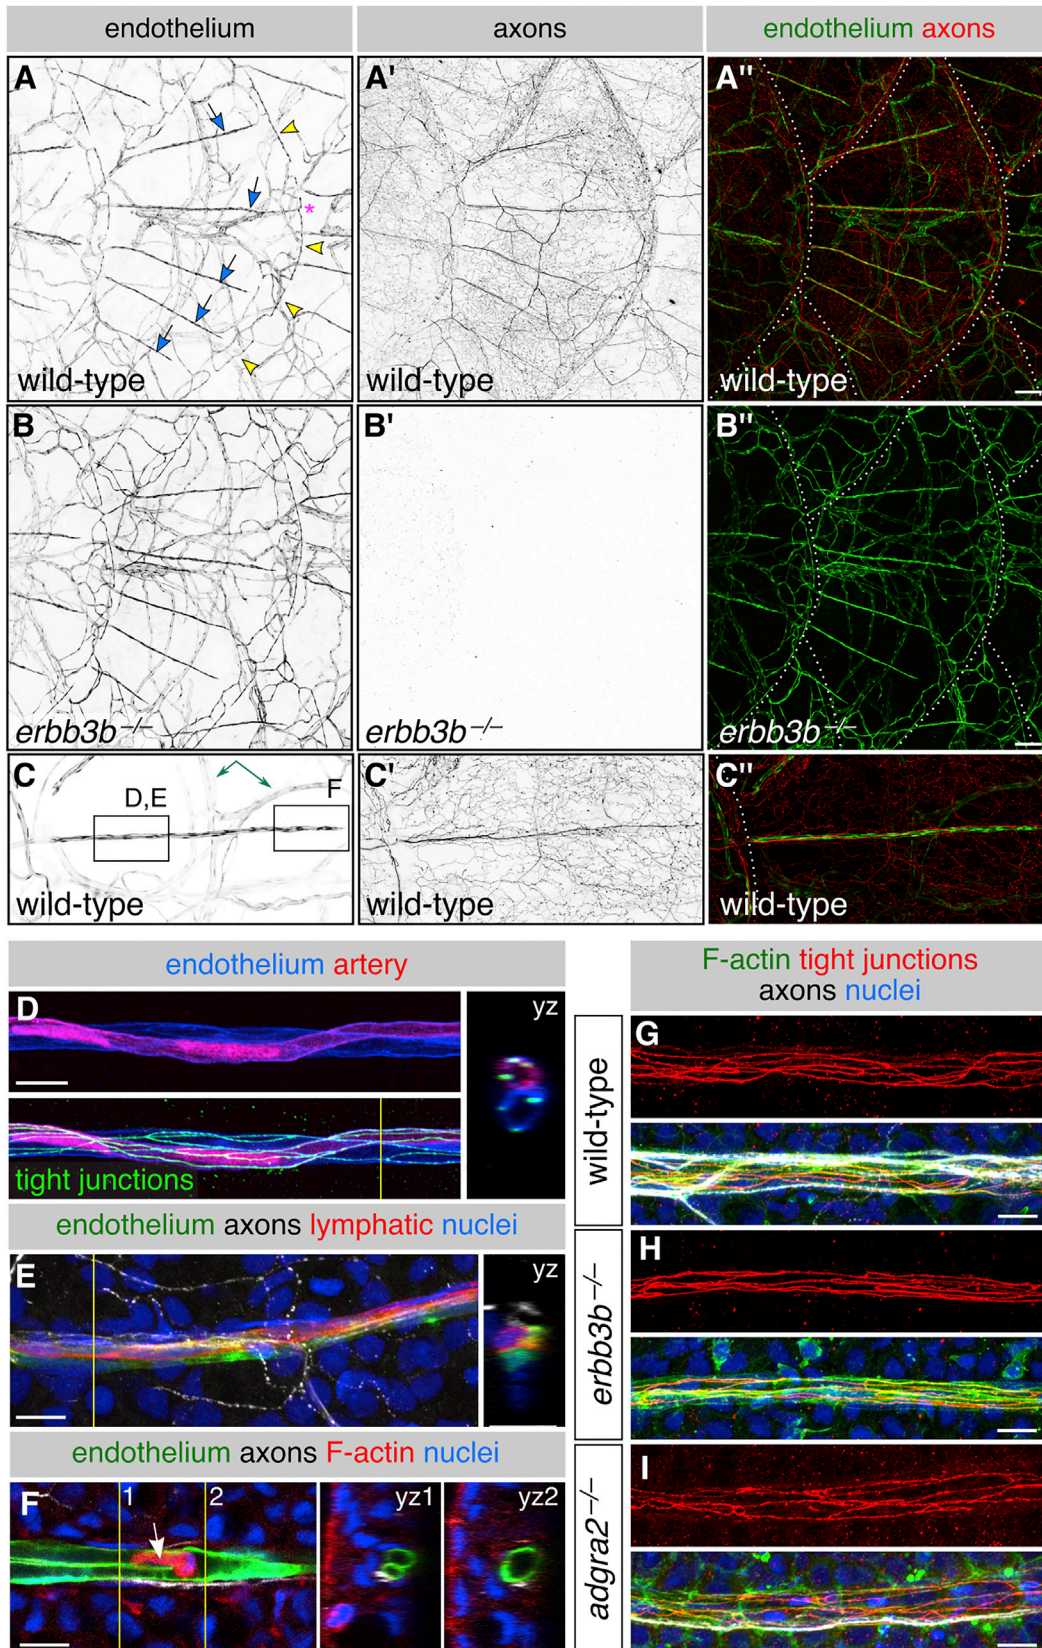 endothelium
axons
endothelium axons
A
*
wild-type
A'
A"
wild-type
B
erbb3b–/–
B'
erbb3b–/–
B"
erbb3b–/–
C
D,E
F
wild-type
C'
wild-type
C"
wild-type
endothelium artery
D
yz
tight junctions
endothelium axons lymphatic nuclei
E
yz
endothelium axons F-actin nuclei
F
1
2
yz1
yz2
F-actin tight junctions
axons nuclei
wild-type
G
erbb3b–/–
H
adgra2–/–
I